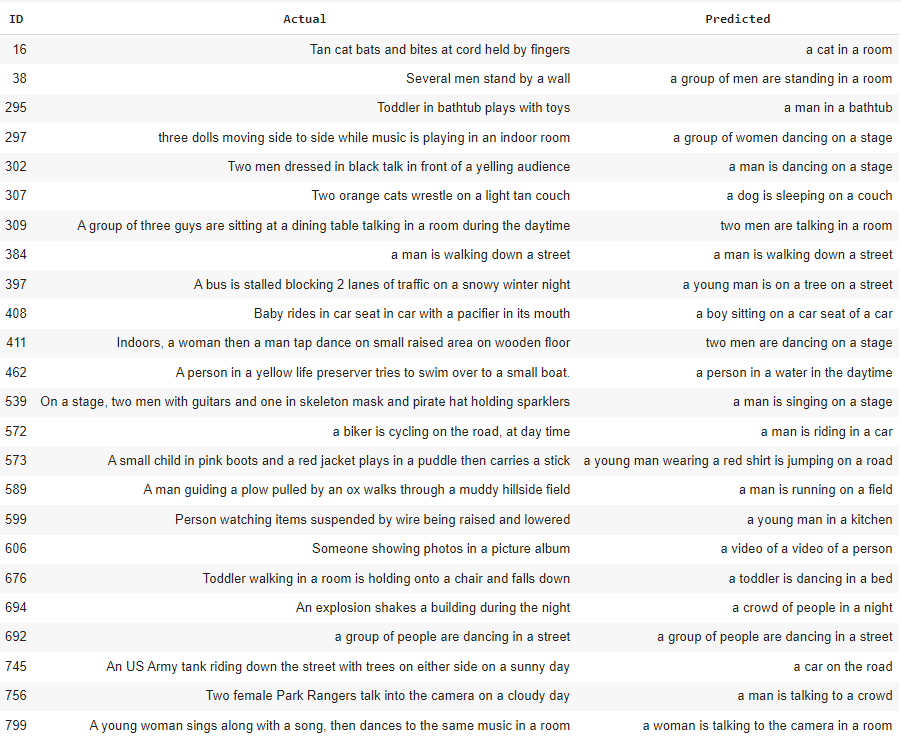 ID Actual Predicted
16 Tan cat bats and bites at cord held by fingers a cat in a room
38 Several men stand by a wall a group of men are standing in a room
295 Toddler in bathtub plays with toys a man in a bathtub
297 three dolls moving side to side while music is playing in an indoor room a group of women dancing on a stage
302 Two men dressed in black talk in front of a yelling audience a man is dancing on a stage
307 Two orange cats wrestle on a light tan couch a dog is sleeping on a couch
309 A group of three guys are sitting at a dining table talking in a room during the daytime two men are talking in a room
384 a man is walking down a street a man is walking down a street
397 A bus is stalled blocking 2 lanes of traffic on a snowy winter night a young man is on a tree on a street
408 Baby rides in car seat in car with a pacifier in its mouth a boy sitting on a car seat of a car
411 Indoors, a woman then a man tap dance on small raised area on wooden floor two men are dancing on a stage
462 A person in a yellow life preserver tries to swim over to a small boat. a person in a water in the daytime
539 On a stage, two men with guitars and one in skeleton mask and pirate hat holding sparklers a man is singing on a stage
572 a biker is cycling on the road, at day time a man is riding in a car
573 A small child in pink boots and a red jacket plays in a puddle then carries a stick a young man wearing a red shirt is jumping on a road
589 A man guiding a plow pulled by an ox walks through a muddy hillside field a man is running on a field
599 Person watching items suspended by wire being raised and lowered a young man in a kitchen
606 Someone showing photos in a picture album a video of a video of a person
676 Toddler walking in a room is holding onto a chair and falls down a toddler is dancing in a bed
694 An explosion shakes a building during the night a crowd of people in a night
692 a group of people are dancing in a street a group of people are dancing in a street
745 An US Army tank riding down the street with trees on either side on a sunny day a car on the road
756 Two female Park Rangers talk into the camera on a cloudy day a man is talking to a crowd
799 A young woman sings along with a song, then dances to the same music in a room a woman is talking to the camera in a room